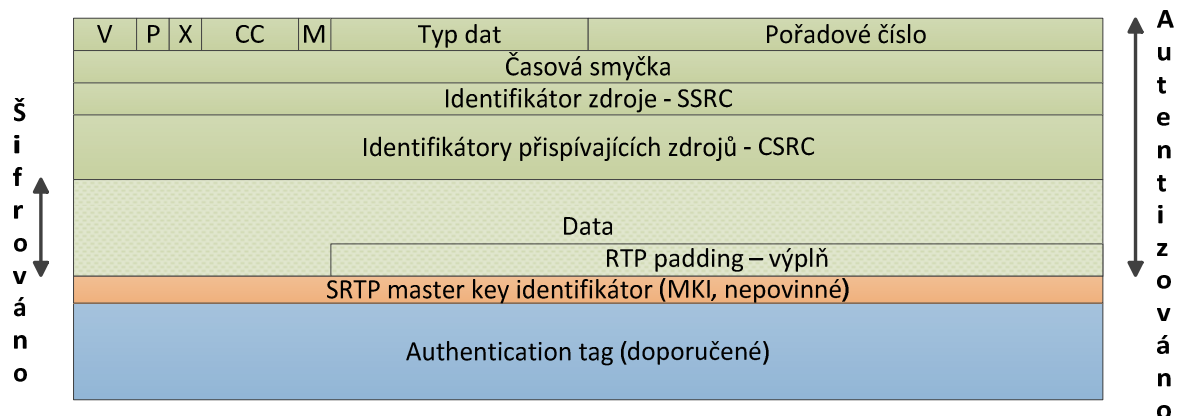 V P X CC M Typ dat Pořadové číslo
Časová smyčka
Identifikátor zdroje - SSRC
Identifikátory přispívajících zdrojů - CSRC
Data
RTP padding – výplň
SRTP master key identifikátor (MKI, nepovinné)
Authentication tag (doporučené)
Šifrováno
Autentizováno